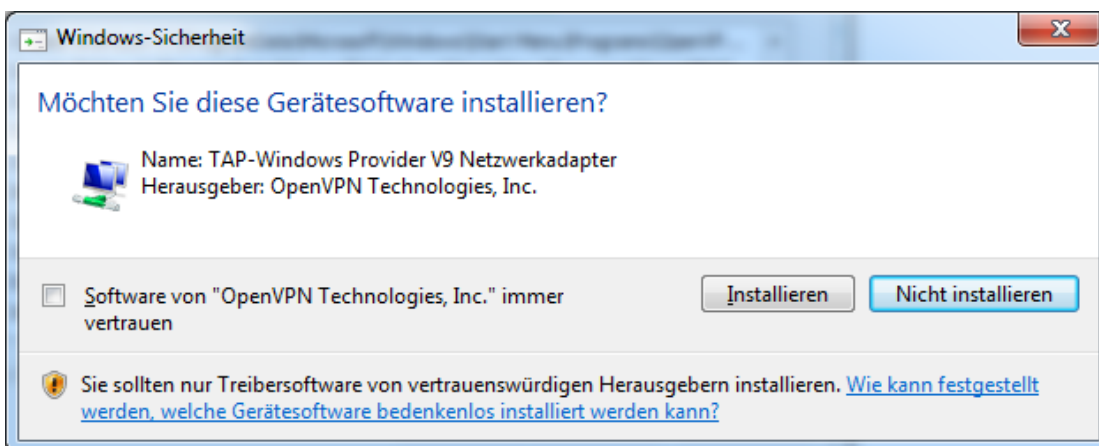 Windows-Sicherheit
Möchten Sie diese Gerätesoftware installieren?
Name: TAP-Windows Provider V9 Netzwerkadapter
Herausgeber: OpenVPN Technologies, Inc.
Software von "OpenVPN Technologies, Inc." immer
vertrauen
Installieren
Nicht installieren
Sie sollten nur Treibersoftware von vertrauenswürdigen Herausgebern installieren. Wie kann festgestellt
werden, welche Gerätesoftware bedenkenlos installiert werden kann?